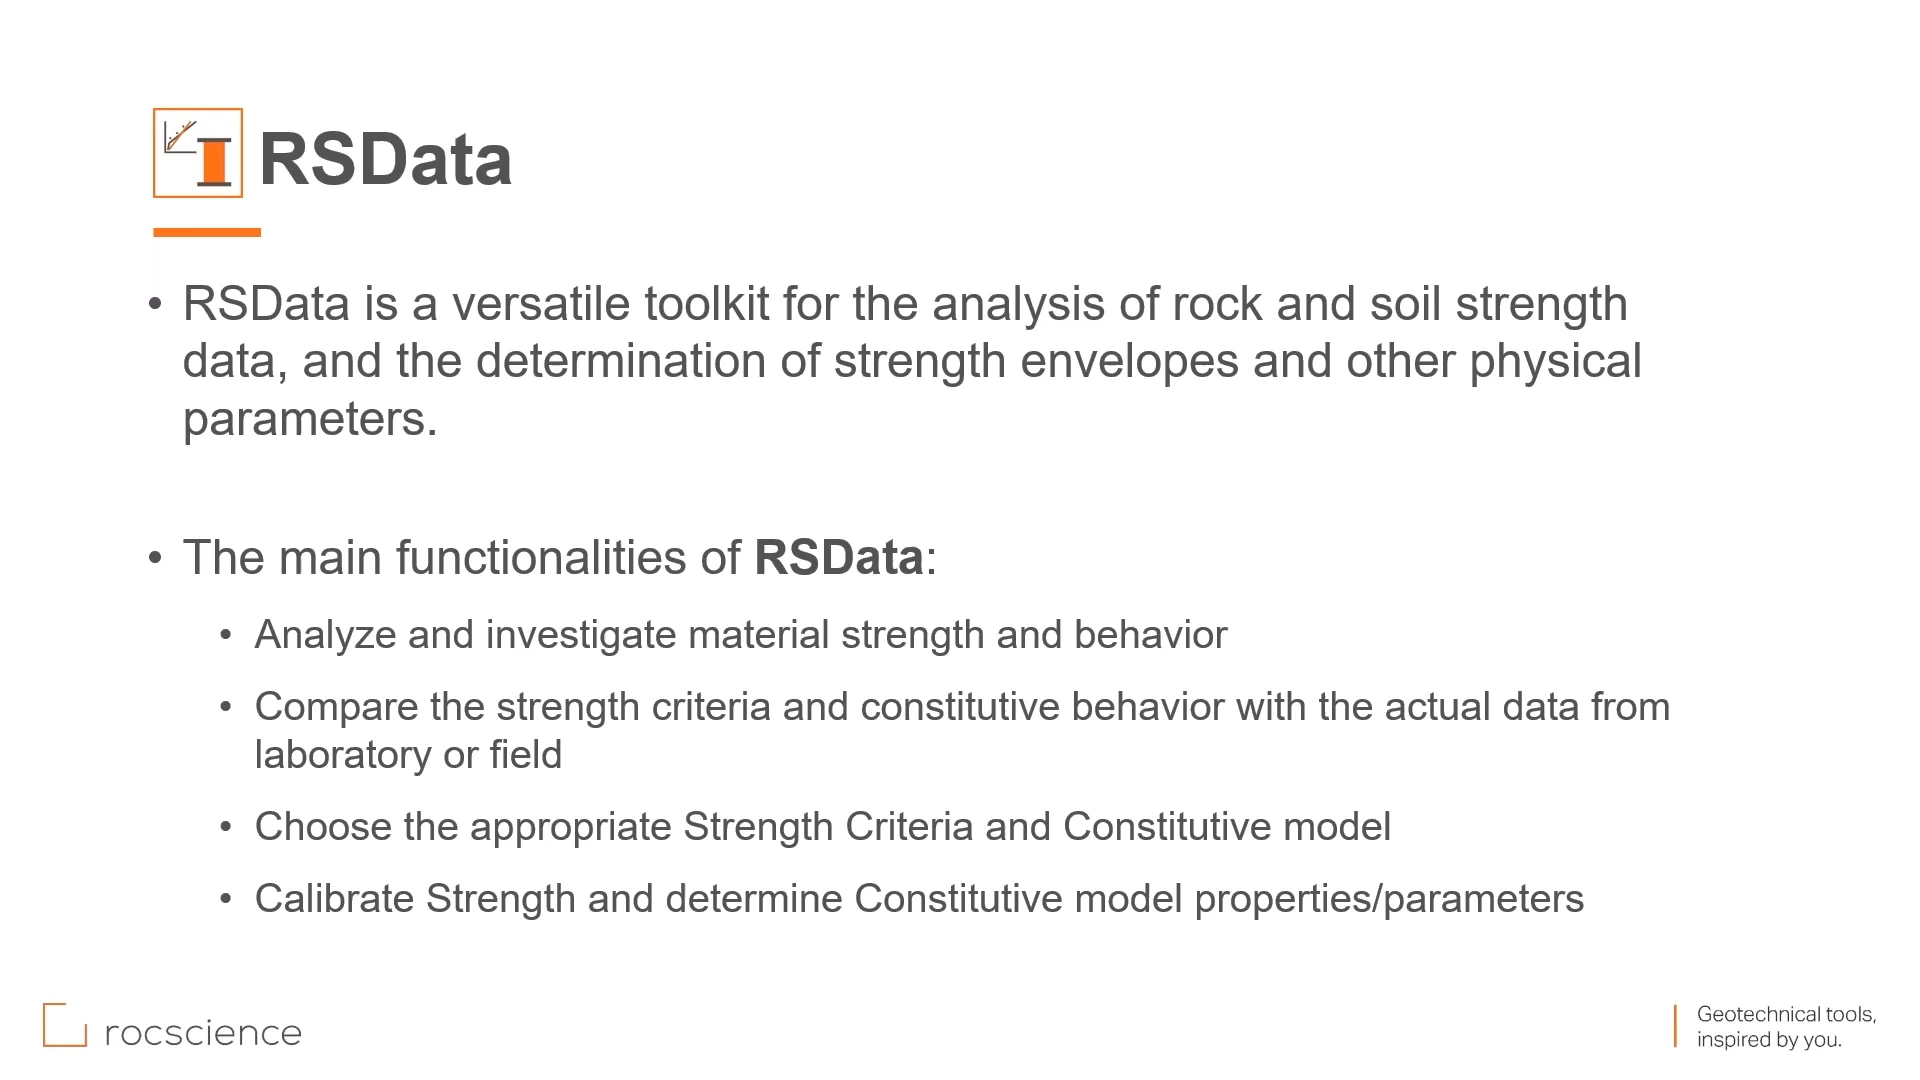 RSData
• RSData is a versatile toolkit for the analysis of rock and soil strength
data, and the determination of strength envelopes and other physical
parameters.
• The main functionalities of RSData:
• Analyze and investigate material strength and behavior
• Compare the strength criteria and constitutive behavior with the actual data from
laboratory or field
• Choose the appropriate Strength Criteria and Constitutive model
• Calibrate Strength and determine Constitutive model properties/parameters
rocscience
Geotechnical tools,
inspired by you.